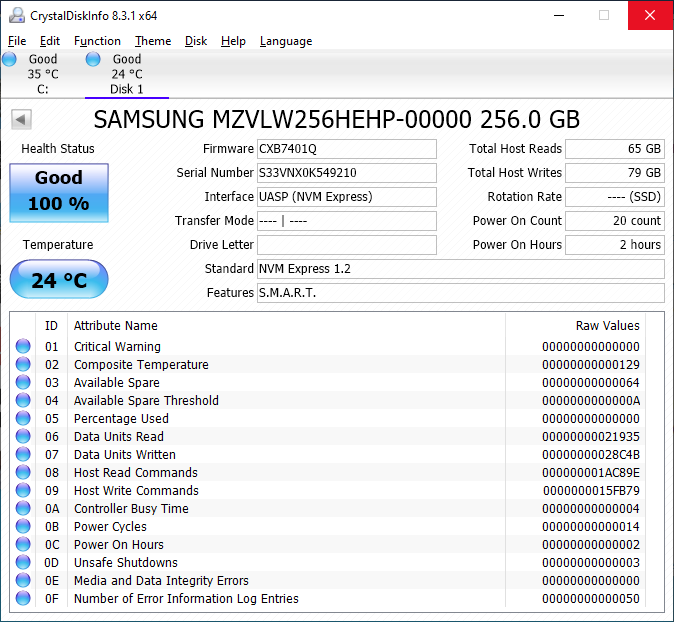 CrystalDiskInfo 8.3.1 x64
File Edit Function Theme Disk Help Language
Good Good
35 °C 24 °C
C: Disk 1
SAMSUNG MZVLW256HEHP-00000 256.0 GB
Health Status Firmware CXB7401Q Total Host Reads 65 GB
Good Serial Number S33VNX0K549210 Total Host Writes 79 GB
100 % Interface UASP (NVM Express) Rotation Rate ---- (SSD)
Transfer Mode ---- | ---- Power On Count 20 count
Temperature Drive Letter Power On Hours 2 hours
24 °C Standard NVM Express 1.2
Features S.M.A.R.T.
ID Attribute Name Raw Values
01 Critical Warning 00000000000000
02 Composite Temperature 00000000000129
03 Available Spare 00000000000064
04 Available Spare Threshold 0000000000000A
05 Percentage Used 00000000000000
06 Data Units Read 00000000021935
07 Data Units Written 00000000028C4B
08 Host Read Commands 000000001AC89E
09 Host Write Commands 0000000015FB79
0A Controller Busy Time 00000000000004
0B Power Cycles 00000000000014
0C Power On Hours 00000000000002
0D Unsafe Shutdowns 00000000000003
0E Media and Data Integrity Errors 00000000000000
0F Number of Error Information Log Entries 00000000000050